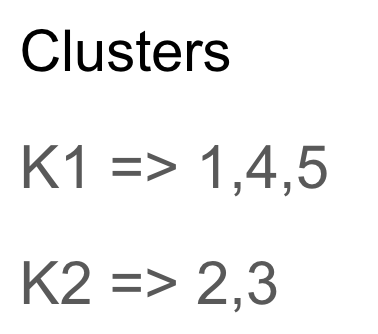 Clusters
K1 => 1,4,5
K2 => 2,3